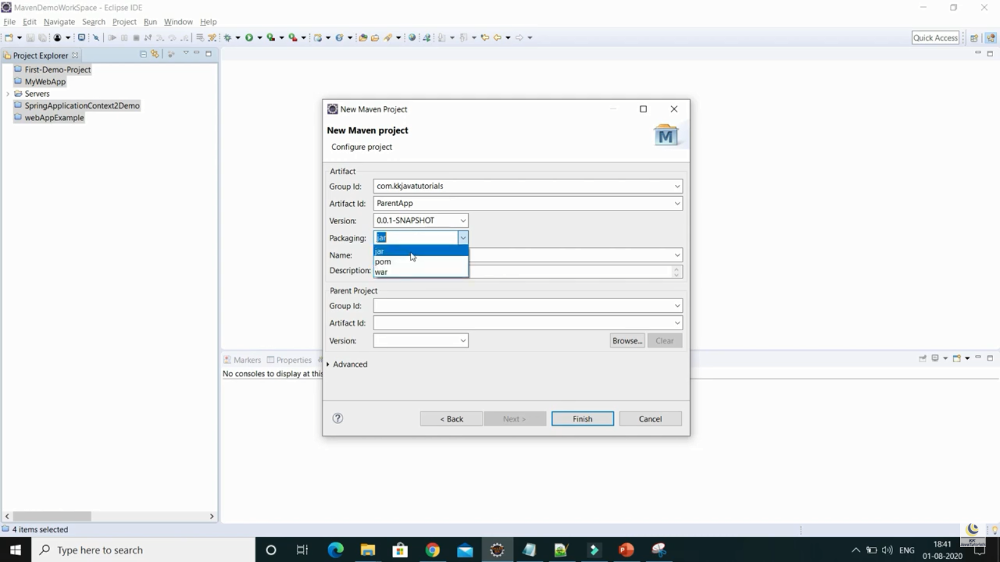 MavenDemoWorkSpace - Eclipse IDE
File Edit Navigate Search Project Run Window Help
Quick Access
Project Explorer
First-Demo-Project
MyWebApp
Servers
SpringApplicationContext2Demo
webAppExample
New Maven Project
New Maven project
Configure project
M
Artifact
Group Id: com.kkjavatutorials
Artifact Id: ParentApp
Version: 0.0.1-SNAPSHOT
Packaging: jar
jar
pom
war
Name:
Description:
Parent Project
Group Id:
Artifact Id:
Version:
Browse... Clear
Advanced
< Back Next > Finish Cancel
Markers Properties
No consoles to display at this
4 items selected
Type here to search
ENG
18:41
01-08-2020
KK
JavaTutorials